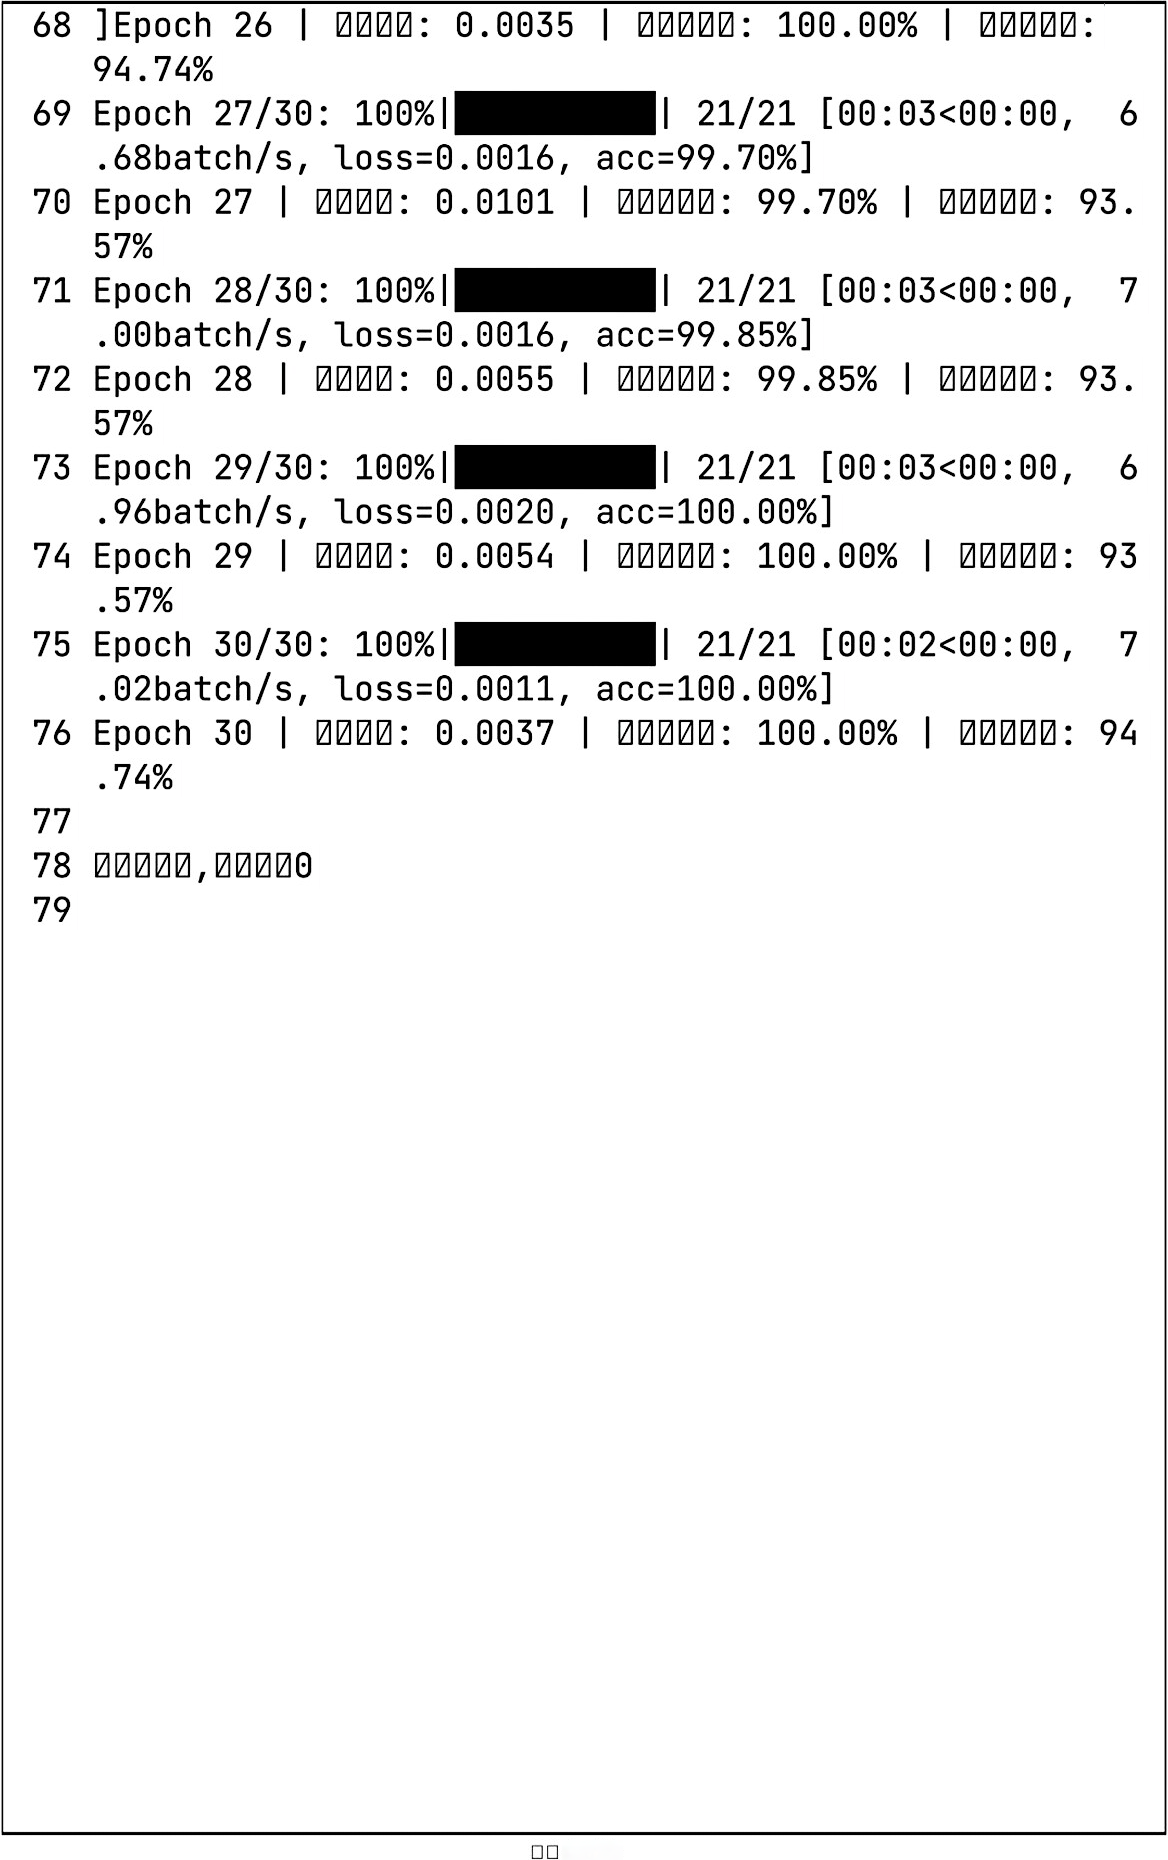 68 ]Epoch 26 | □□□□: 0.0035 | □□□□□: 100.00% | □□□□□:
94.74%
69 Epoch 27/30: 100%|██████████| 21/21 [00:03<00:00,  6
.68batch/s, loss=0.0016, acc=99.70%]
70 Epoch 27 | □□□□: 0.0101 | □□□□□: 99.70% | □□□□□: 93.
57%
71 Epoch 28/30: 100%|██████████| 21/21 [00:03<00:00,  7
.00batch/s, loss=0.0016, acc=99.85%]
72 Epoch 28 | □□□□: 0.0055 | □□□□□: 99.85% | □□□□□: 93.
57%
73 Epoch 29/30: 100%|██████████| 21/21 [00:03<00:00,  6
.96batch/s, loss=0.0020, acc=100.00%]
74 Epoch 29 | □□□□: 0.0054 | □□□□□: 100.00% | □□□□□: 93
.57%
75 Epoch 30/30: 100%|██████████| 21/21 [00:02<00:00,  7
.02batch/s, loss=0.0011, acc=100.00%]
76 Epoch 30 | □□□□: 0.0037 | □□□□□: 100.00% | □□□□□: 94
.74%
77
78 □□□□□,□□□□0
79
□□